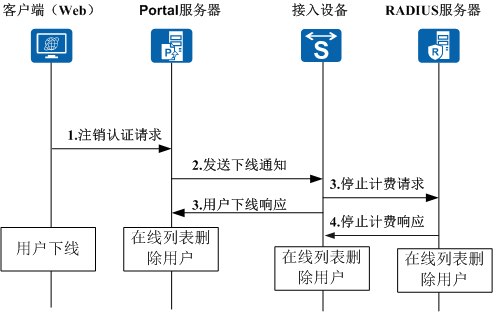 客户端（Web）
Portal服务器
接入设备
RADIUS服务器
P
S
R
1.注销认证请求
2.发送下线通知
3.停止计费请求
3.用户下线响应
4.停止计费响应
用户下线
在线列表删
除用户
在线列表删
除用户
在线列表删
除用户